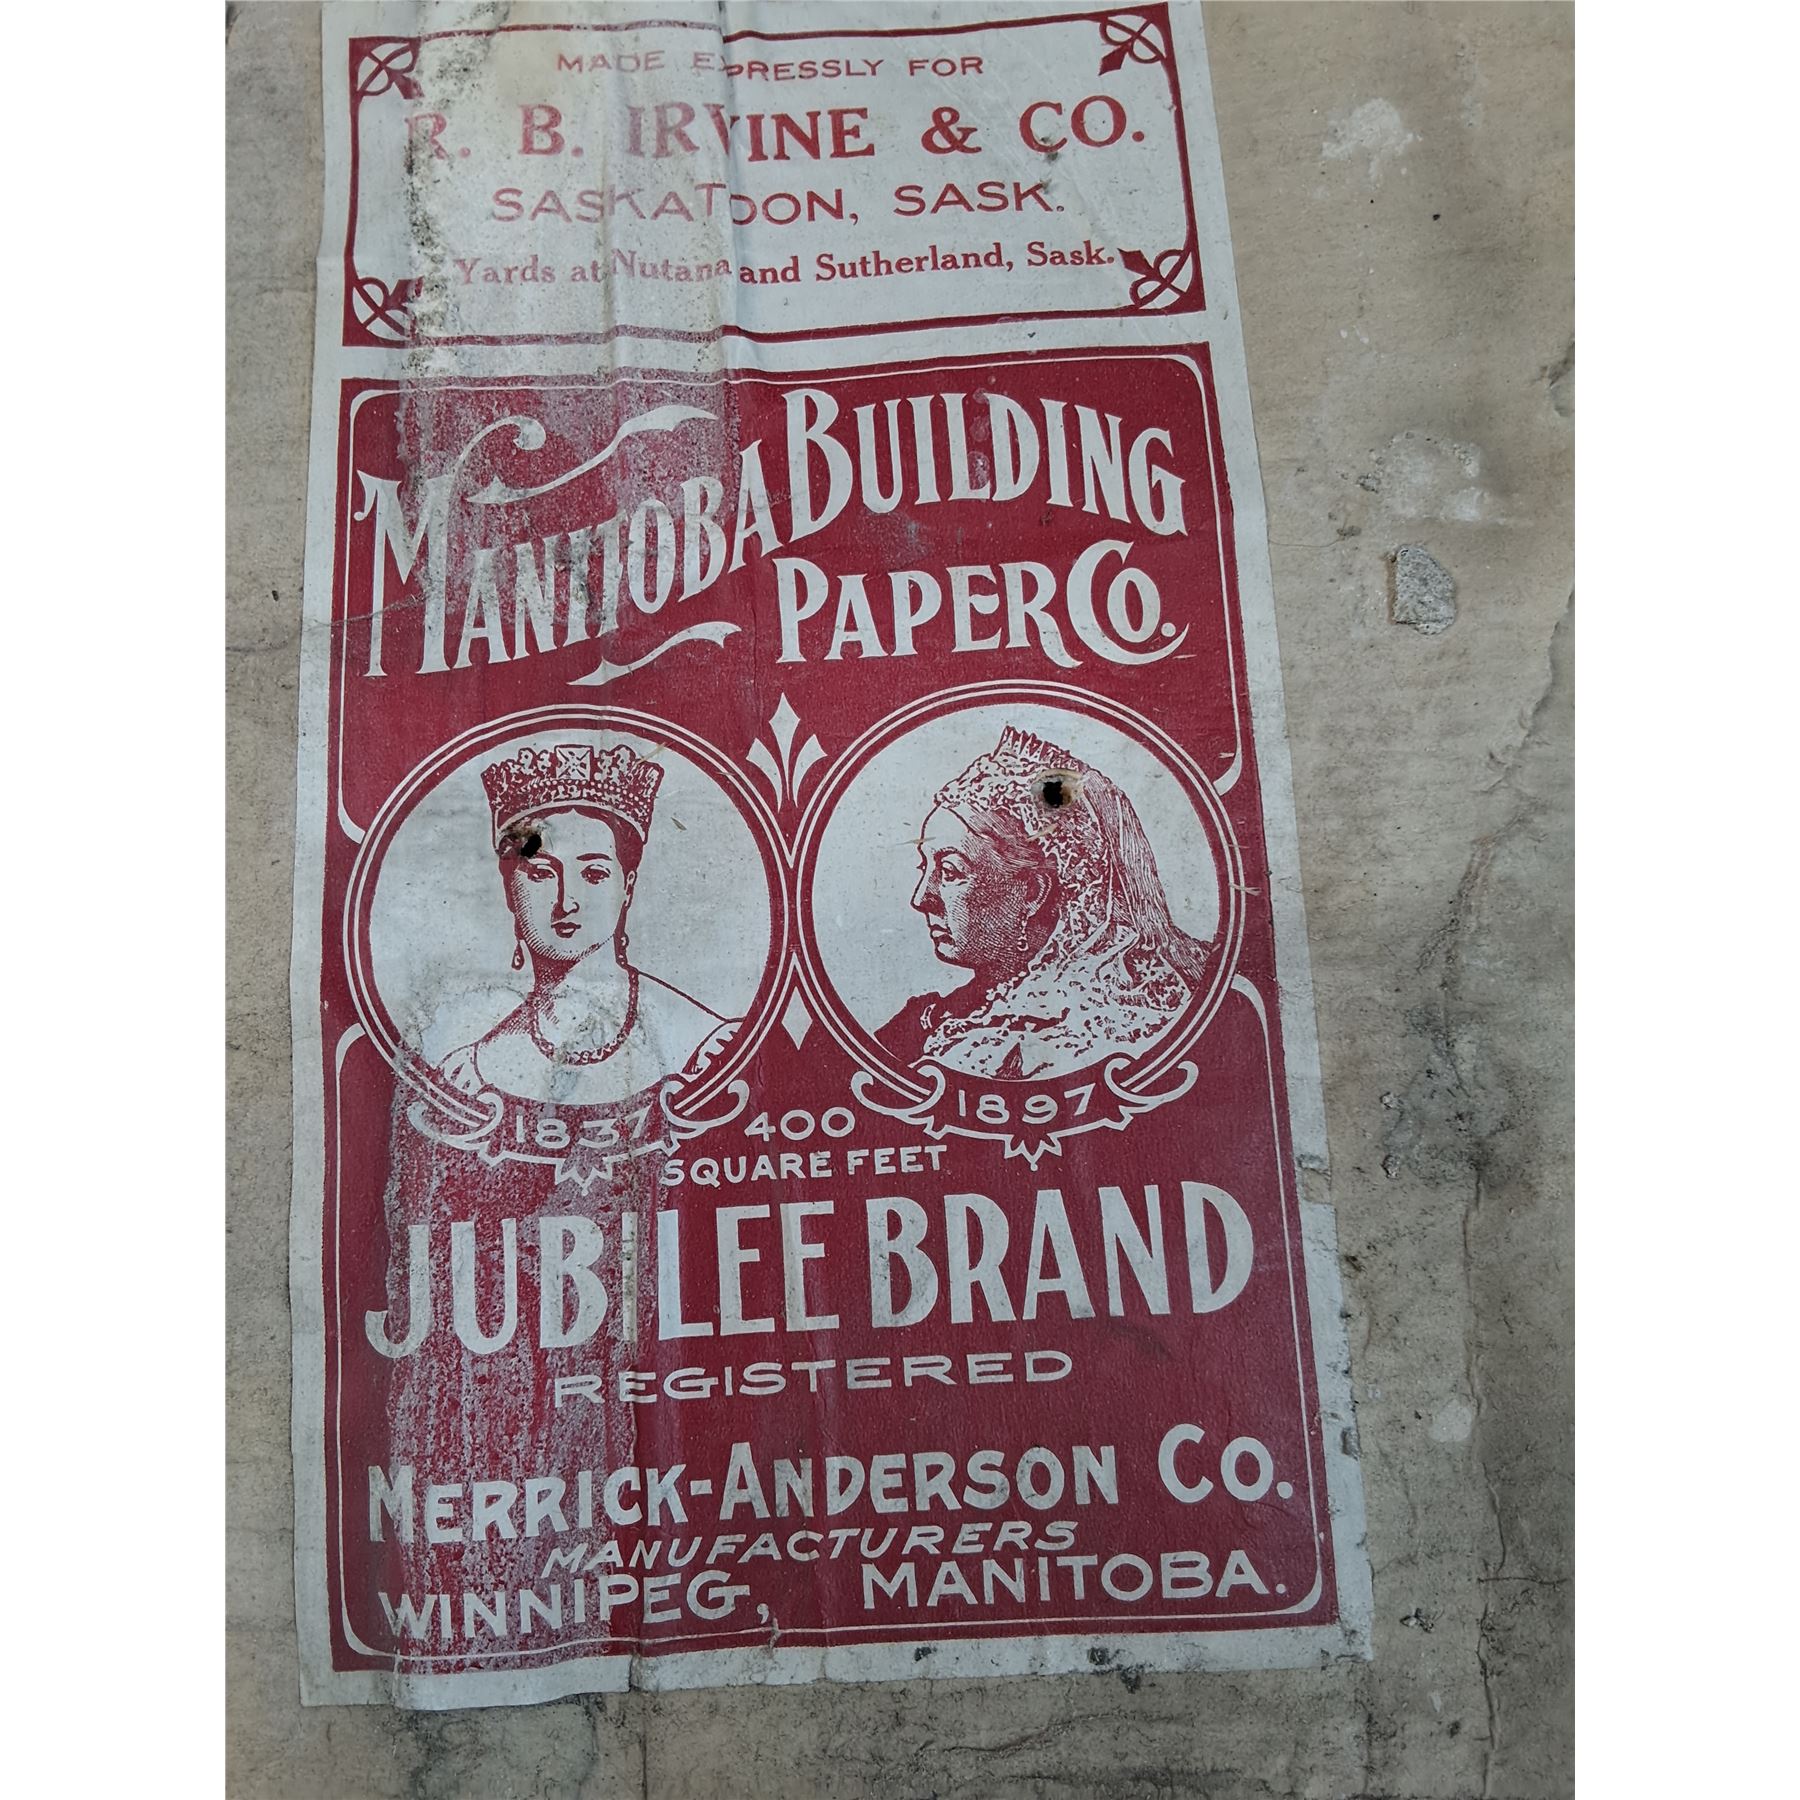 MADE EXPRESSLY FOR
R. B. IRVINE & CO.
SASKATOON, SASK.
Yards at Nutana and Sutherland, Sask.
MANITOBA BUILDING
PAPER CO.
1837
1897
400
SQUARE FEET
JUBILEE BRAND
REGISTERED
MERRICK-ANDERSON CO.
MANUFACTURERS
WINNIPEG, MANITOBA.